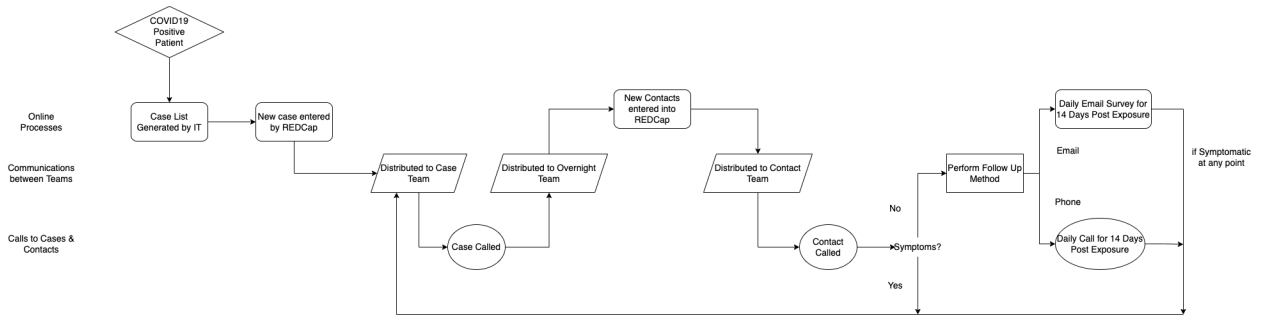 COVID19
Positive
Patient
Online
Processes
Case List
Generated by IT
New case entered
by REDCap
New Contacts
entered into
REDCap
Daily Email Survey for
14 Days Post Exposure
Communications
between Teams
Distributed to Case
Team
Distributed to Overnight
Team
Distributed to Contact
Team
Perform Follow Up
Method
Email
if Symptomatic
at any point
Phone
No
Calls to Cases &
Contacts
Case Called
Contact
Called
Symptoms?
Daily Call for 14 Days
Post Exposure
Yes